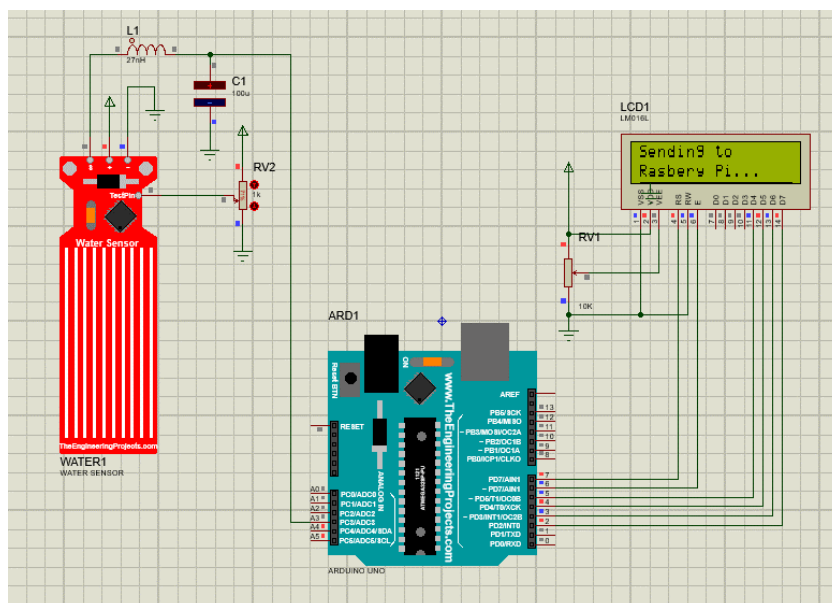 L1
27nH
C1
100u
RV2
1k
S
+
-
TestPin
Water Sensor
www.TheEngineeringProjects.com
WATER1
WATER SENSOR
LCD1
LM016L
Sending to
Rasbery Pi...
VSS
VDD
VEE
RS
RW
E
D0
D1
D2
D3
D4
D5
D6
D7
1
2
3
4
5
6
7
8
9
10
11
12
13
14
RV1
10K
ARD1
Reset BTN
ON
www.TheEngineeringProjects.com
RESET
ANALOG IN
AREF
PB5/SCK 13
PB4/MISO 12
~PB3/MOSI/OC2A 11
~PB2/OC1B 10
~PB1/OC1A 9
PB0/ICP1/CLKO 8
PD7/AIN1 7
~PD7/AIN1 6
~PD5/T1/OC0B 5
PD4/T0/XCK 4
~PD3/INT1/OC2B 3
PD2/INT0 2
PD1/TXD 1
PD0/RXD 0
A0 PC0/ADC0
A1 PC1/ADC1
A2 PC2/ADC2
A3 PC3/ADC3
A4 PC4/ADC4/SDA
A5 PC5/ADC5/SCL
ARDUINO UNO